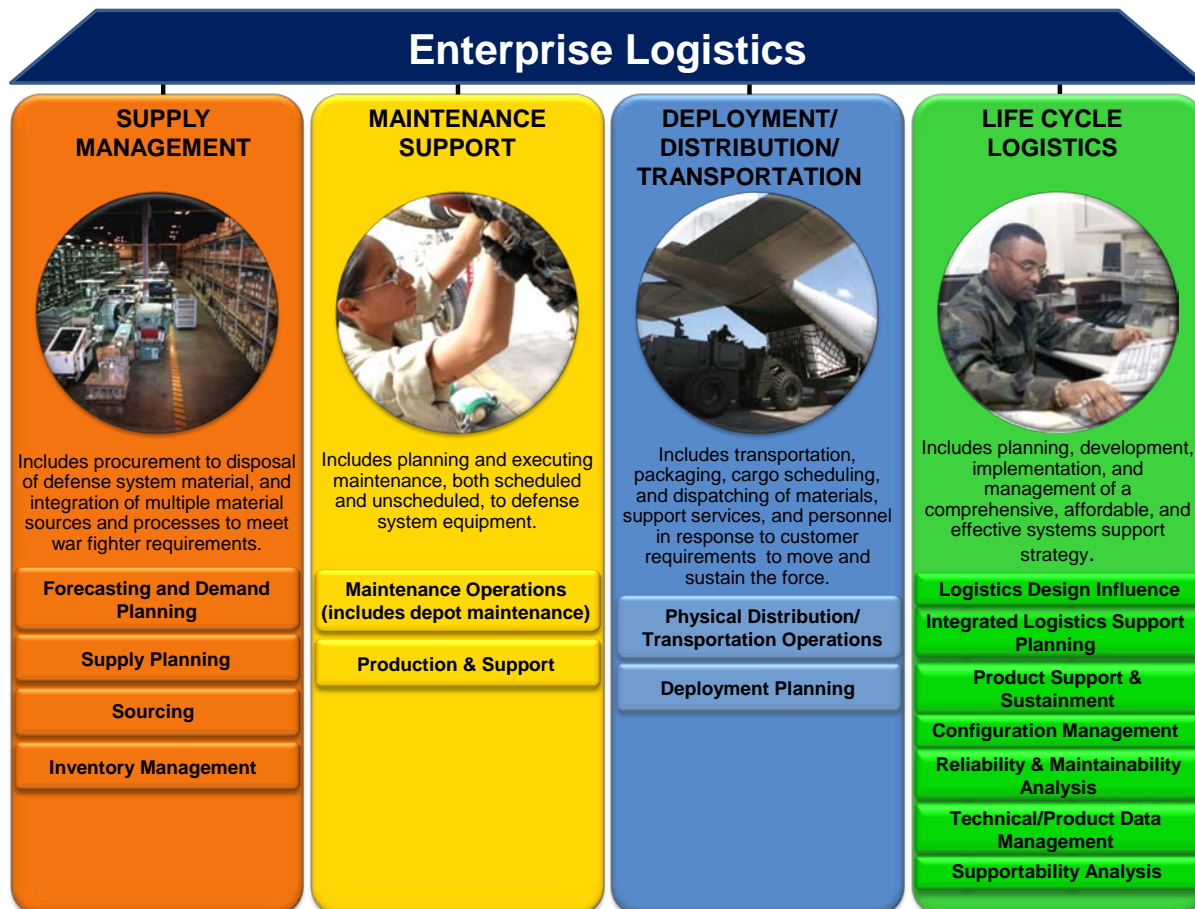 Enterprise Logistics
SUPPLY
MANAGEMENT
Includes procurement to disposal
of defense system material, and
integration of multiple material
sources and processes to meet
war fighter requirements.
Forecasting and Demand
Planning
Supply Planning
Sourcing
Inventory Management
MAINTENANCE
SUPPORT
Includes planning and executing
maintenance, both scheduled
and unscheduled, to defense
system equipment.
Maintenance Operations
(includes depot maintenance)
Production & Support
DEPLOYMENT/
DISTRIBUTION/
TRANSPORTATION
Includes transportation,
packaging, cargo scheduling,
and dispatching of materials,
support services, and personnel
in response to customer
requirements to move and
sustain the force.
Physical Distribution/
Transportation Operations
Deployment Planning
LIFE CYCLE
LOGISTICS
Includes planning, development,
implementation, and
management of a
comprehensive, affordable, and
effective systems support
strategy.
Logistics Design Influence
Integrated Logistics Support
Planning
Product Support &
Sustainment
Configuration Management
Reliability & Maintainability
Analysis
Technical/Product Data
Management
Supportability Analysis